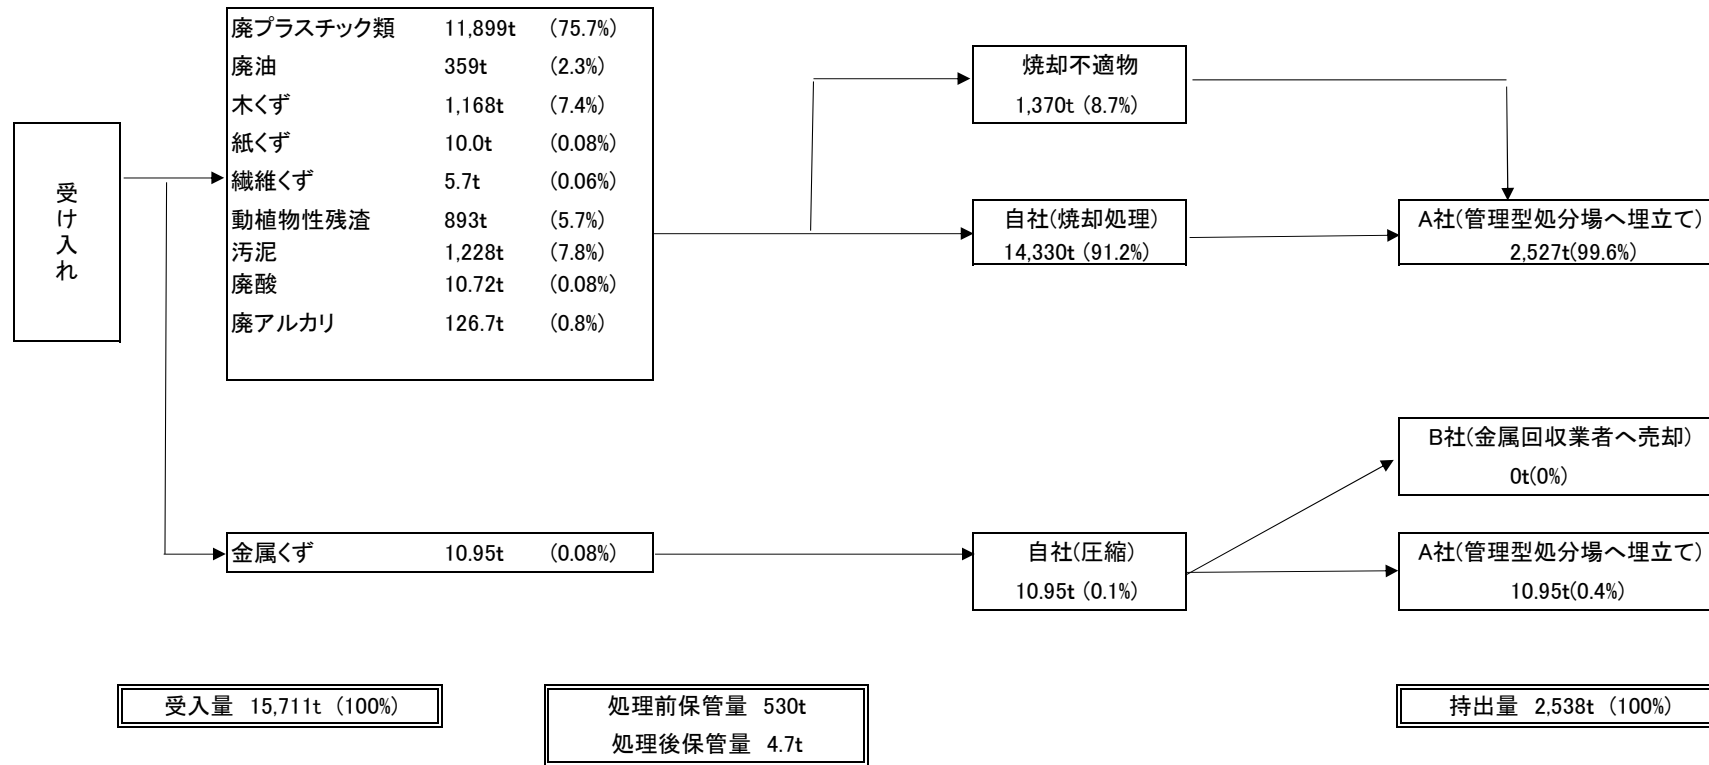 受け入れ
廃プラスチック類 11,899t (75.7%)
廃油 359t (2.3%)
木くず 1,168t (7.4%)
紙くず 10.0t (0.08%)
繊維くず 5.7t (0.06%)
動植物性残渣 893t (5.7%)
汚泥 1,228t (7.8%)
廃酸 10.72t (0.08%)
廃アルカリ 126.7t (0.8%)
焼却不適物
1,370t (8.7%)
自社(焼却処理)
14,330t (91.2%)
A社(管理型処分場へ埋立て)
2,527t(99.6%)
金属くず 10.95t (0.08%)
自社(圧縮)
10.95t (0.1%)
B社(金属回収業者へ売却)
0t(0%)
A社(管理型処分場へ埋立て)
10.95t(0.4%)
受入量 15,711t (100%)
処理前保管量 530t
処理後保管量 4.7t
持出量 2,538t (100%)